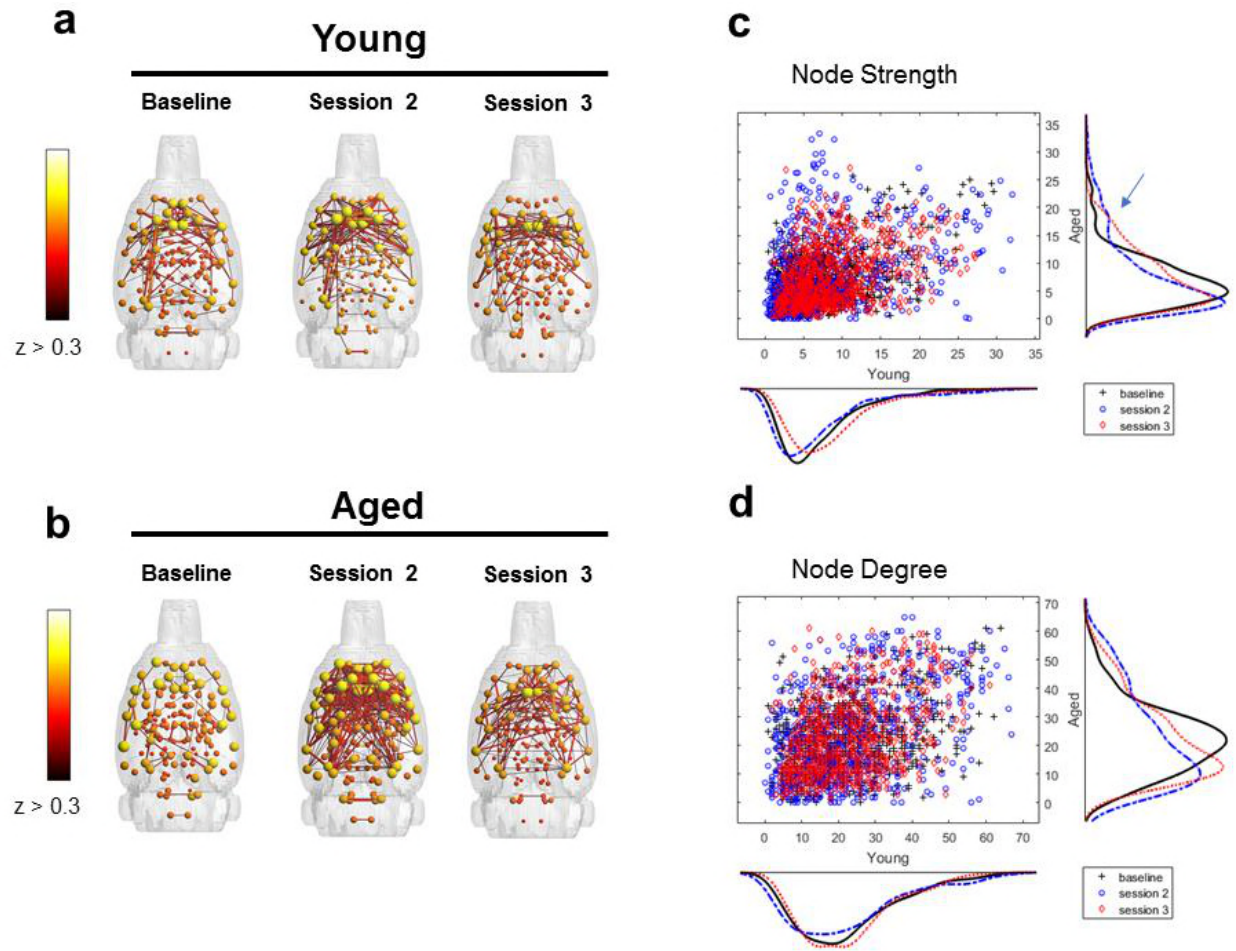 a
Young
Baseline
Session 2
Session 3
z > 0.3
b
Aged
Baseline
Session 2
Session 3
z > 0.3
c
Node Strength
35
30
25
20
15
10
5
0
Aged
0 5 10 15 20 25 30 35
Young
baseline
session 2
session 3
d
Node Degree
70
60
50
40
30
20
10
0
Aged
0 10 20 30 40 50 60 70
Young
baseline
session 2
session 3